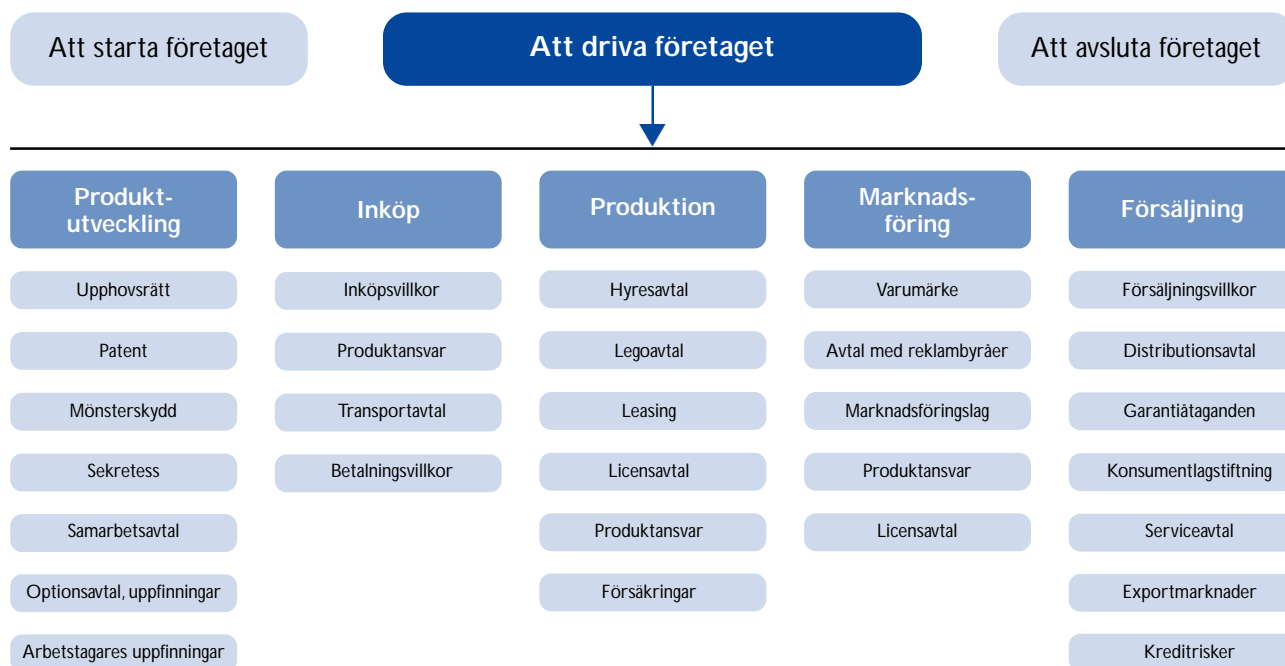 Att starta företaget
Att driva företaget
Att avsluta företaget
Produkt-
utveckling
Inköp
Produktion
Marknads-
föring
Försäljning
Upphovsrätt
Inköpsvillkor
Hyresavtal
Varumärke
Försäljningsvillkor
Patent
Produktansvar
Legoavtal
Avtal med reklambyråer
Distributionsavtal
Mönsterskydd
Transportavtal
Leasing
Marknadsföringslag
Garantiåtaganden
Sekretess
Betalningsvillkor
Licensavtal
Produktansvar
Konsumentlagstiftning
Samarbetsavtal
Produktansvar
Licensavtal
Serviceavtal
Optionsavtal, uppfinningar
Försäkringar
Exportmarknader
Arbetstagares uppfinningar
Kreditrisker